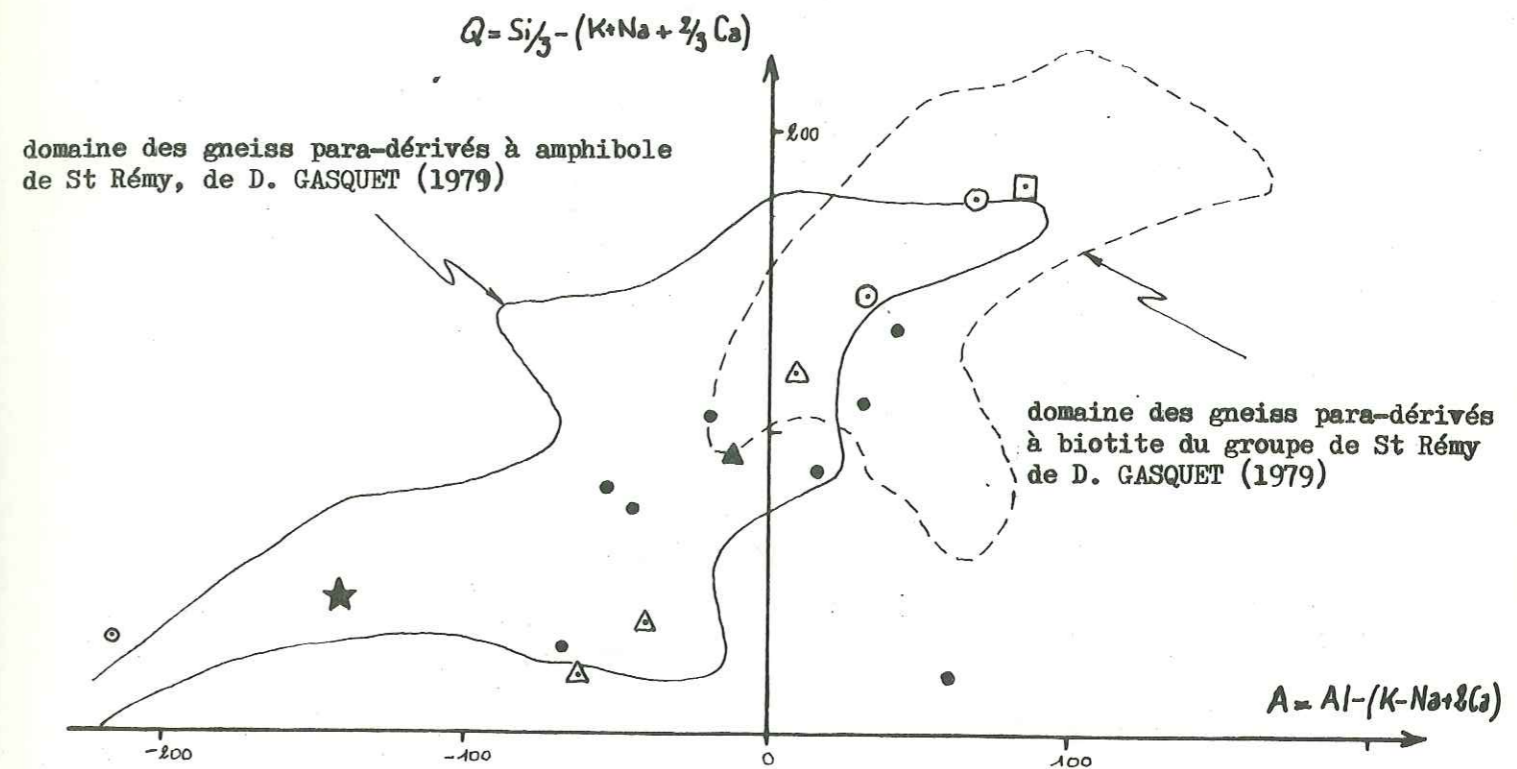 Q = Si/3 - (K+Na + 2/3 Ca)
200
domaine des gneiss para-dérivés à amphibole
de St Rémy, de D. GASQUET (1979)
domaine des gneiss para-dérivés
à biotite du groupe de St Rémy
de D. GASQUET (1979)
A = Al-(K-Na+2Ca)
-200
-100
0
100